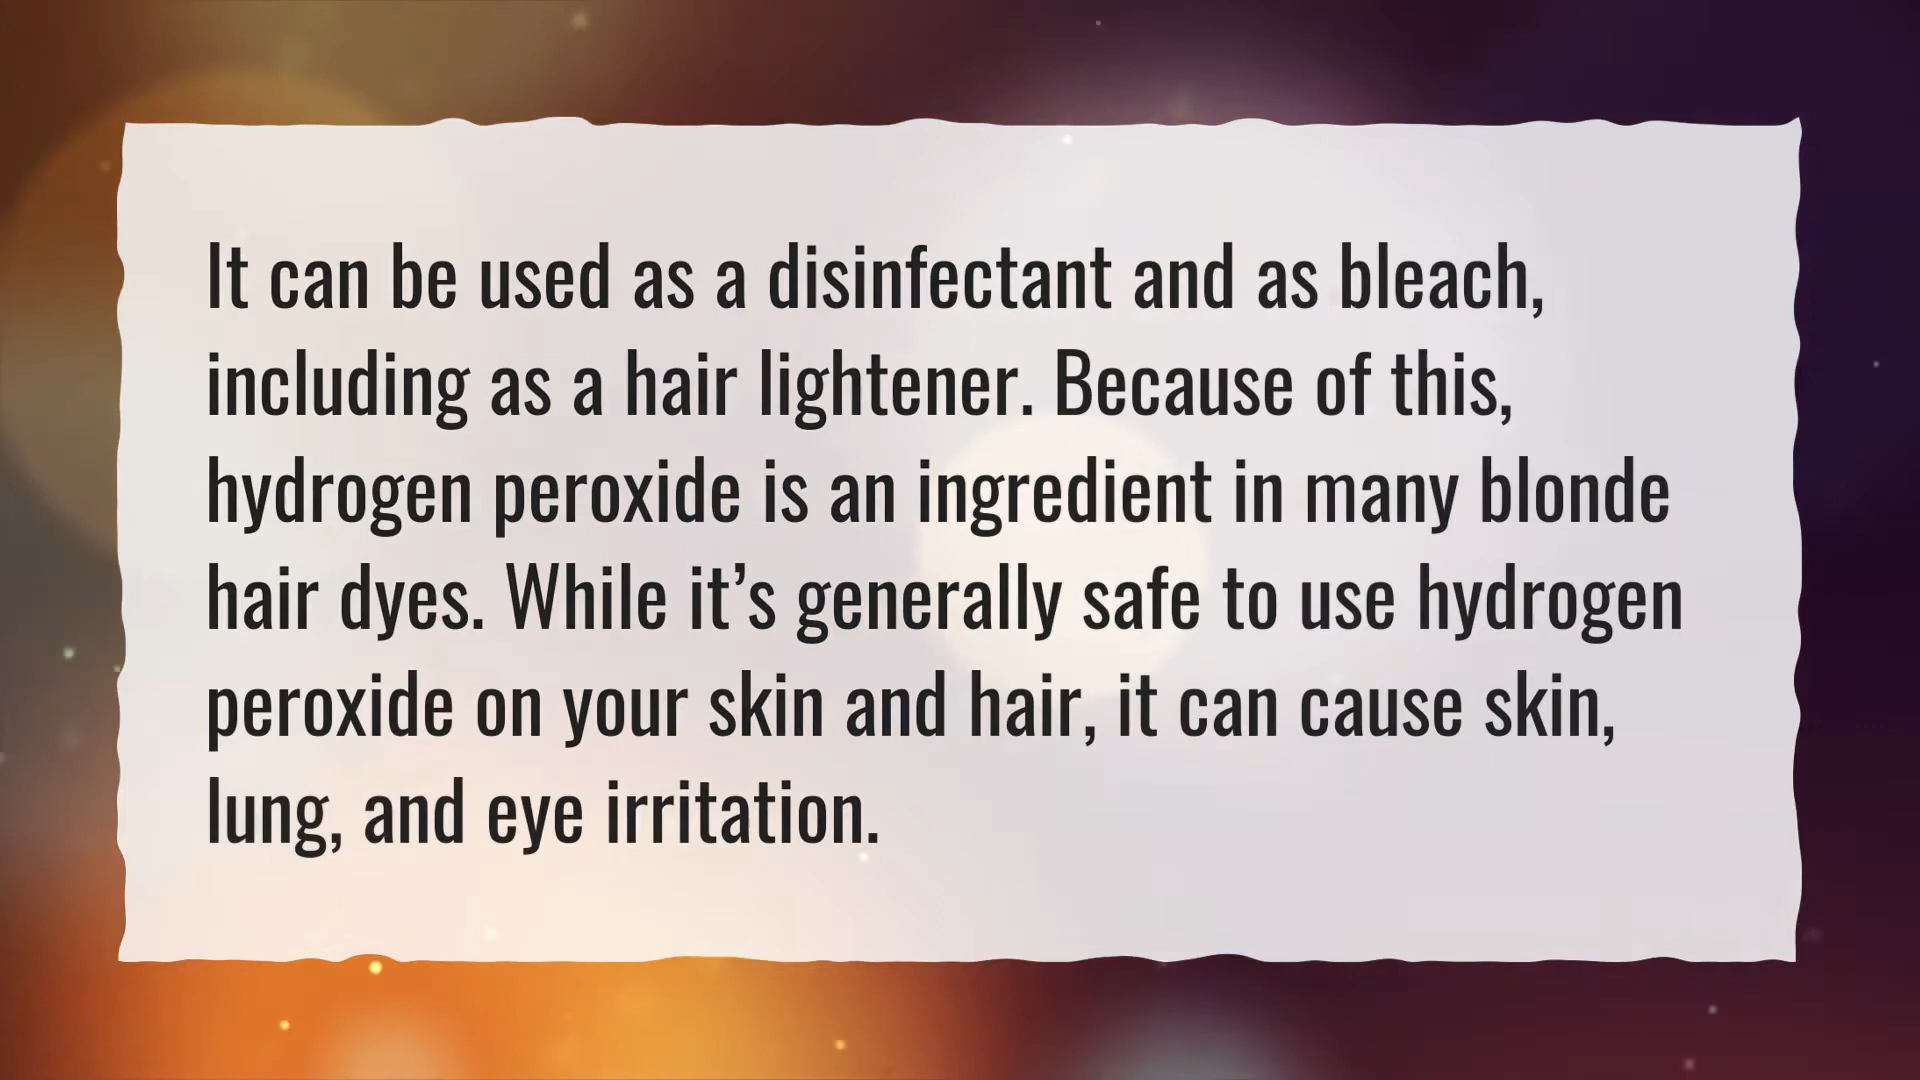 It can be used as a disinfectant and as bleach,
including as a hair lightener. Because of this,
hydrogen peroxide is an ingredient in many blonde
hair dyes. While it’s generally safe to use hydrogen
peroxide on your skin and hair, it can cause skin,
lung, and eye irritation.